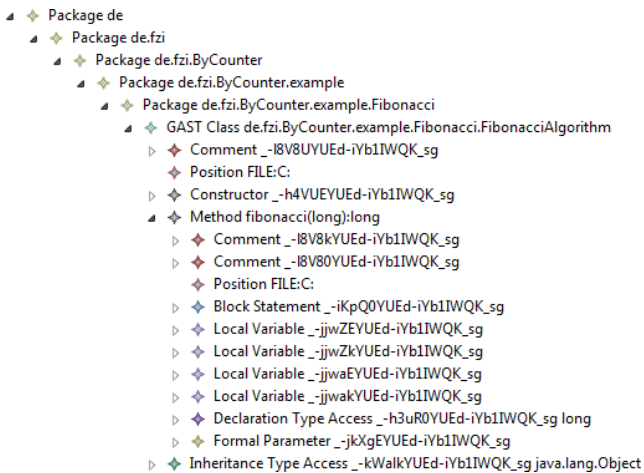 Package de
Package de.fzi
Package de.fzi.ByCounter
Package de.fzi.ByCounter.example
Package de.fzi.ByCounter.example.Fibonacci
GAST Class de.fzi.ByCounter.example.Fibonacci.FibonacciAlgorithm
Comment _-l8V8UYUEd-iYb1IWQK_sg
Position FILE:C:
Constructor _-h4VUEYUEd-iYb1IWQK_sg
Method fibonacci(long):long
Comment _-l8V8kYUEd-iYb1IWQK_sg
Comment _-l8V80YUEd-iYb1IWQK_sg
Position FILE:C:
Block Statement _-iKpQ0YUEd-iYb1IWQK_sg
Local Variable _-jjwZEYUEd-iYb1IWQK_sg
Local Variable _-jjwZkYUEd-iYb1IWQK_sg
Local Variable _-jjwaEYUEd-iYb1IWQK_sg
Local Variable _-jjwakYUEd-iYb1IWQK_sg
Declaration Type Access _-h3uR0YUEd-iYb1IWQK_sg long
Formal Parameter _-jkXgEYUEd-iYb1IWQK_sg
Inheritance Type Access _-kWalkYUEd-iYb1IWQK_sg java.lang.Object